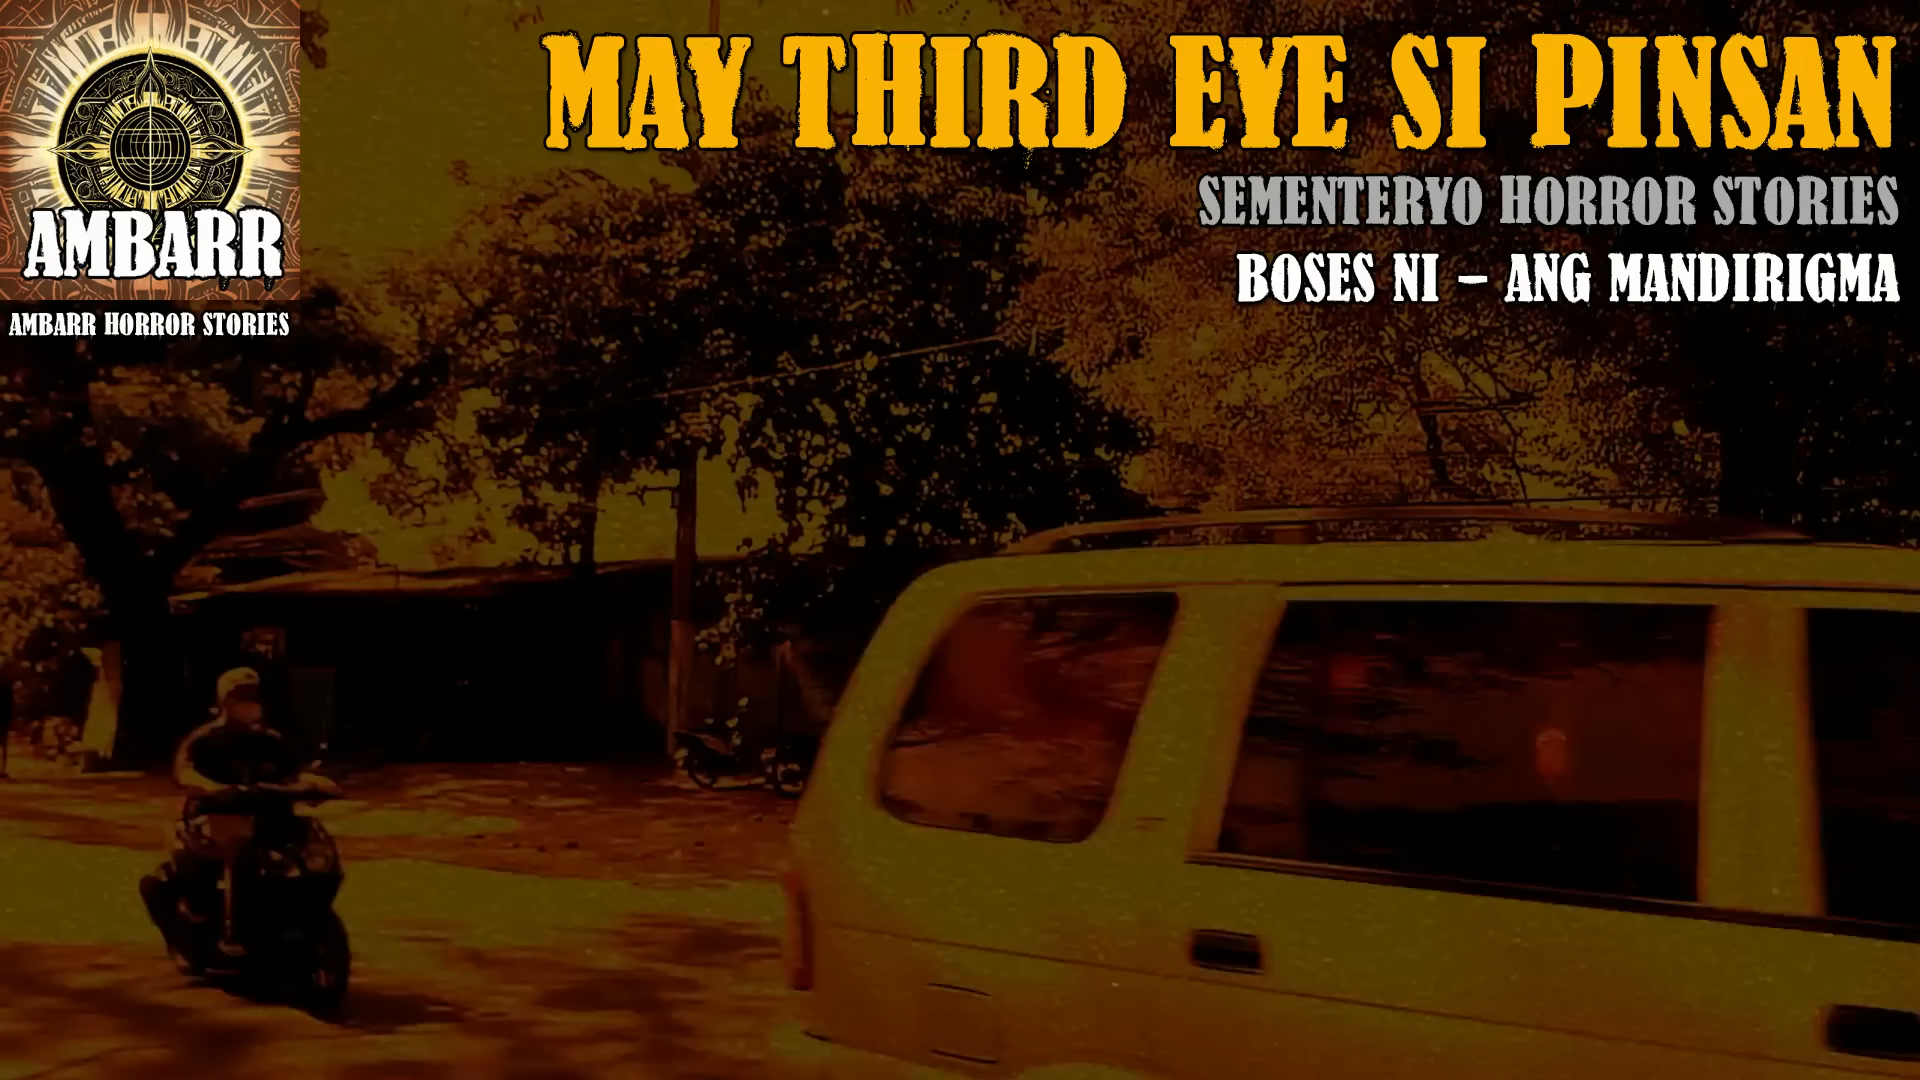 MAY THIRD EYE SI PINSAN
SEMENTERYO HORROR STORIES
BOSES NI – ANG MANDIRIGMA
AMBARR
AMBARR HORROR STORIES